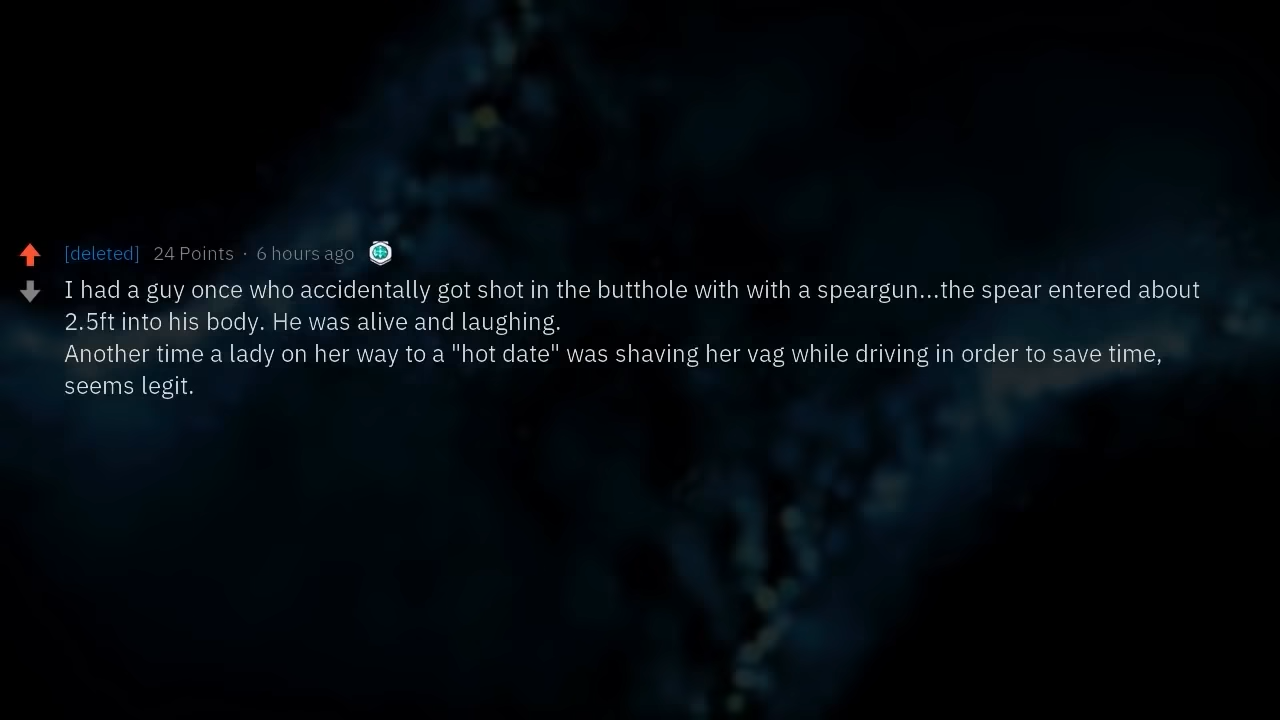 [deleted] 24 Points · 6 hours ago
I had a guy once who accidentally got shot in the butthole with with a speargun...the spear entered about
2.5ft into his body. He was alive and laughing.
Another time a lady on her way to a "hot date" was shaving her vag while driving in order to save time,
seems legit.